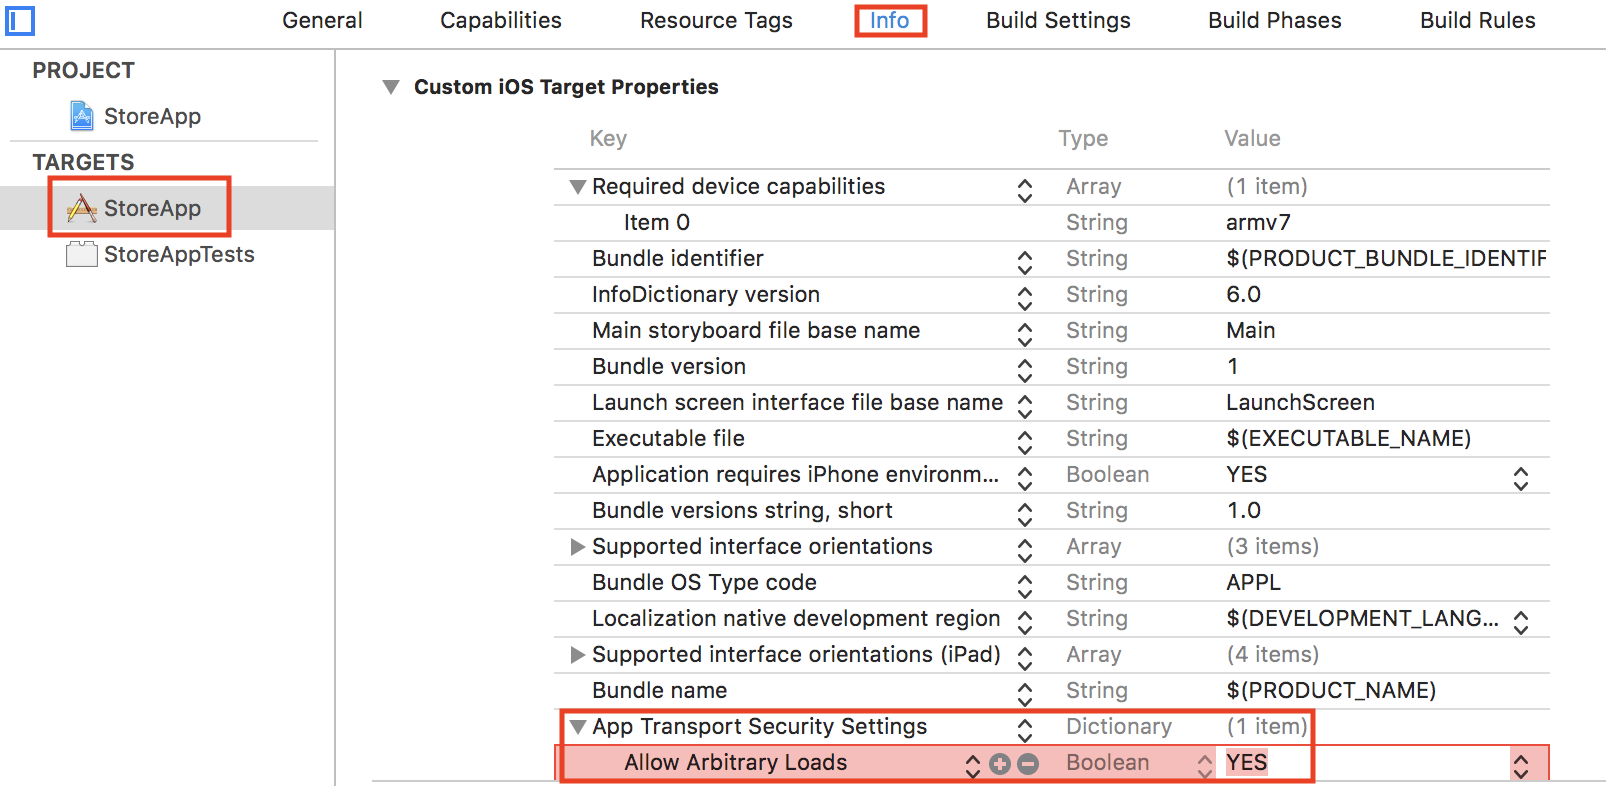 General Capabilities Resource Tags Info Build Settings Build Phases Build Rules
PROJECT
StoreApp
TARGETS
StoreApp
StoreAppTests
Custom iOS Target Properties
Key Type Value
Required device capabilities Array (1 item)
Item 0 String armv7
Bundle identifier String $(PRODUCT_BUNDLE_IDENTIF
InfoDictionary version String 6.0
Main storyboard file base name String Main
Bundle version String 1
Launch screen interface file base name String LaunchScreen
Executable file String $(EXECUTABLE_NAME)
Application requires iPhone environm... Boolean YES
Bundle versions string, short String 1.0
Supported interface orientations Array (3 items)
Bundle OS Type code String APPL
Localization native development region String $(DEVELOPMENT_LANG...
Supported interface orientations (iPad) Array (4 items)
Bundle name String $(PRODUCT_NAME)
App Transport Security Settings Dictionary (1 item)
Allow Arbitrary Loads Boolean YES